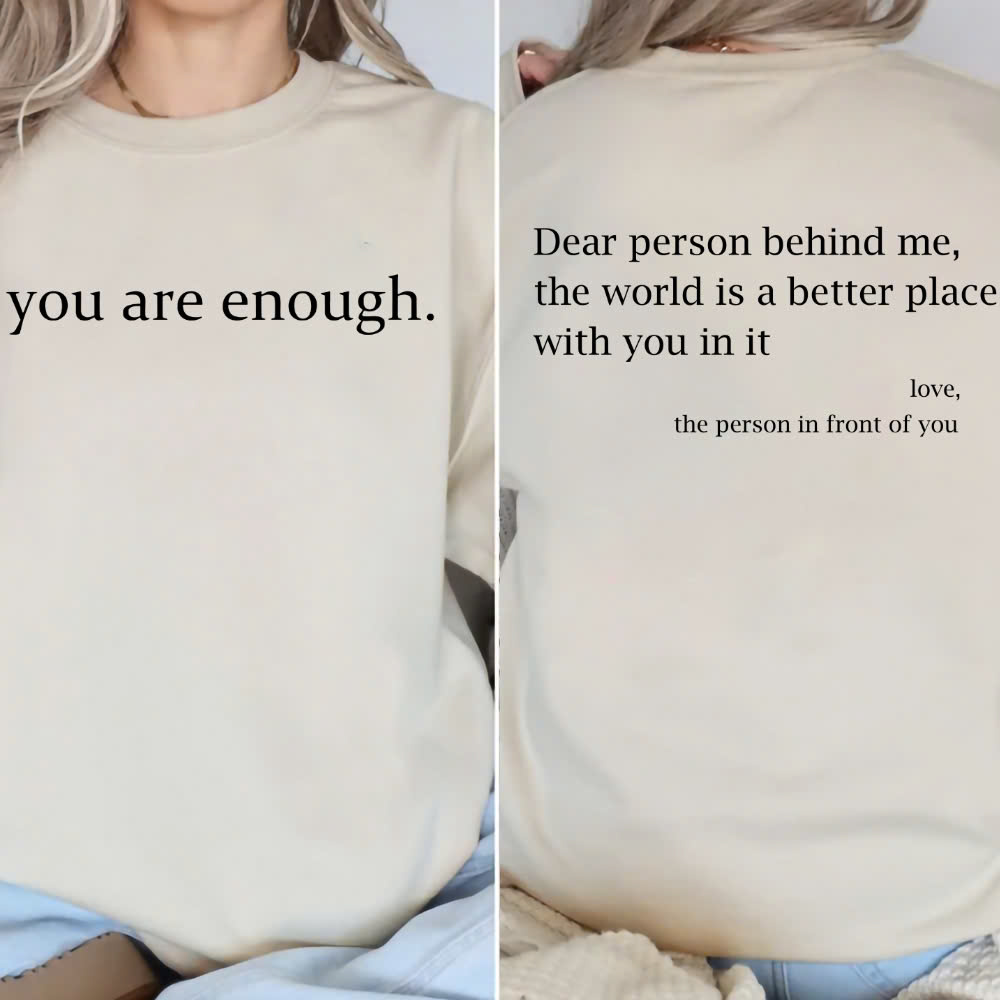 you are enough.
Dear person behind me,
the world is a better place
with you in it
love,
the person in front of you